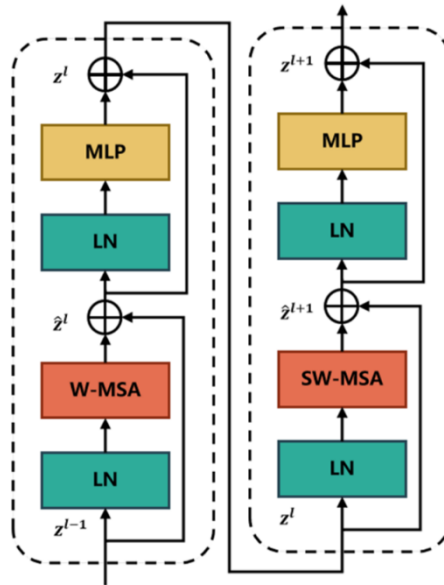 z^l
MLP
LN
ẑ^l
W-MSA
LN
z^{l-1}
z^{l+1}
MLP
LN
ẑ^{l+1}
SW-MSA
LN
z^l